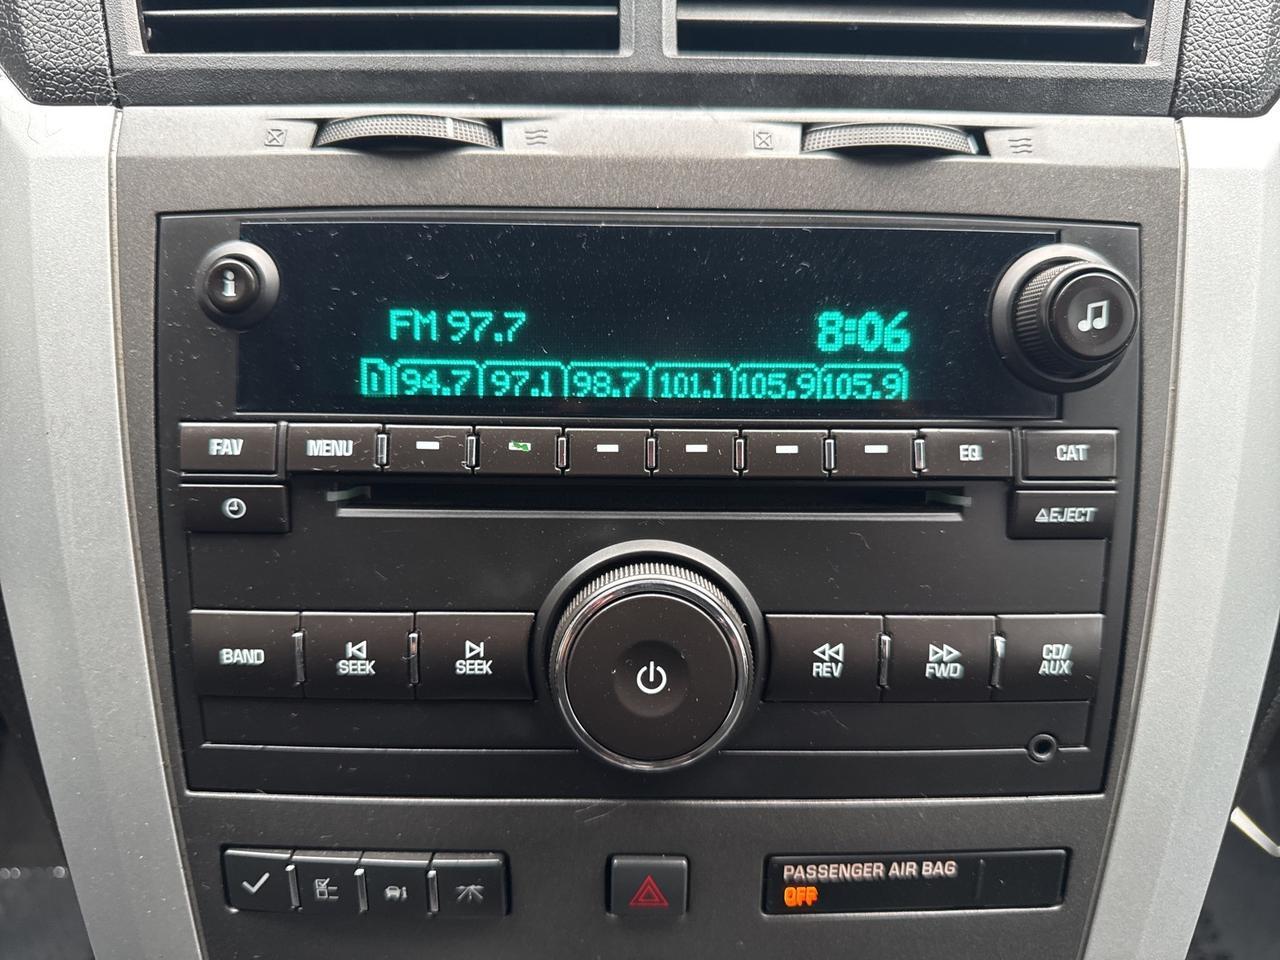 i
FM 97.7 8:06
1 94.7 97.1 98.7 101.1 105.9 105.9
FAV MENU EQ CAT
EJECT
BAND SEEK SEEK REV FWD CD/AUX
PASSENGER AIR BAG
OFF